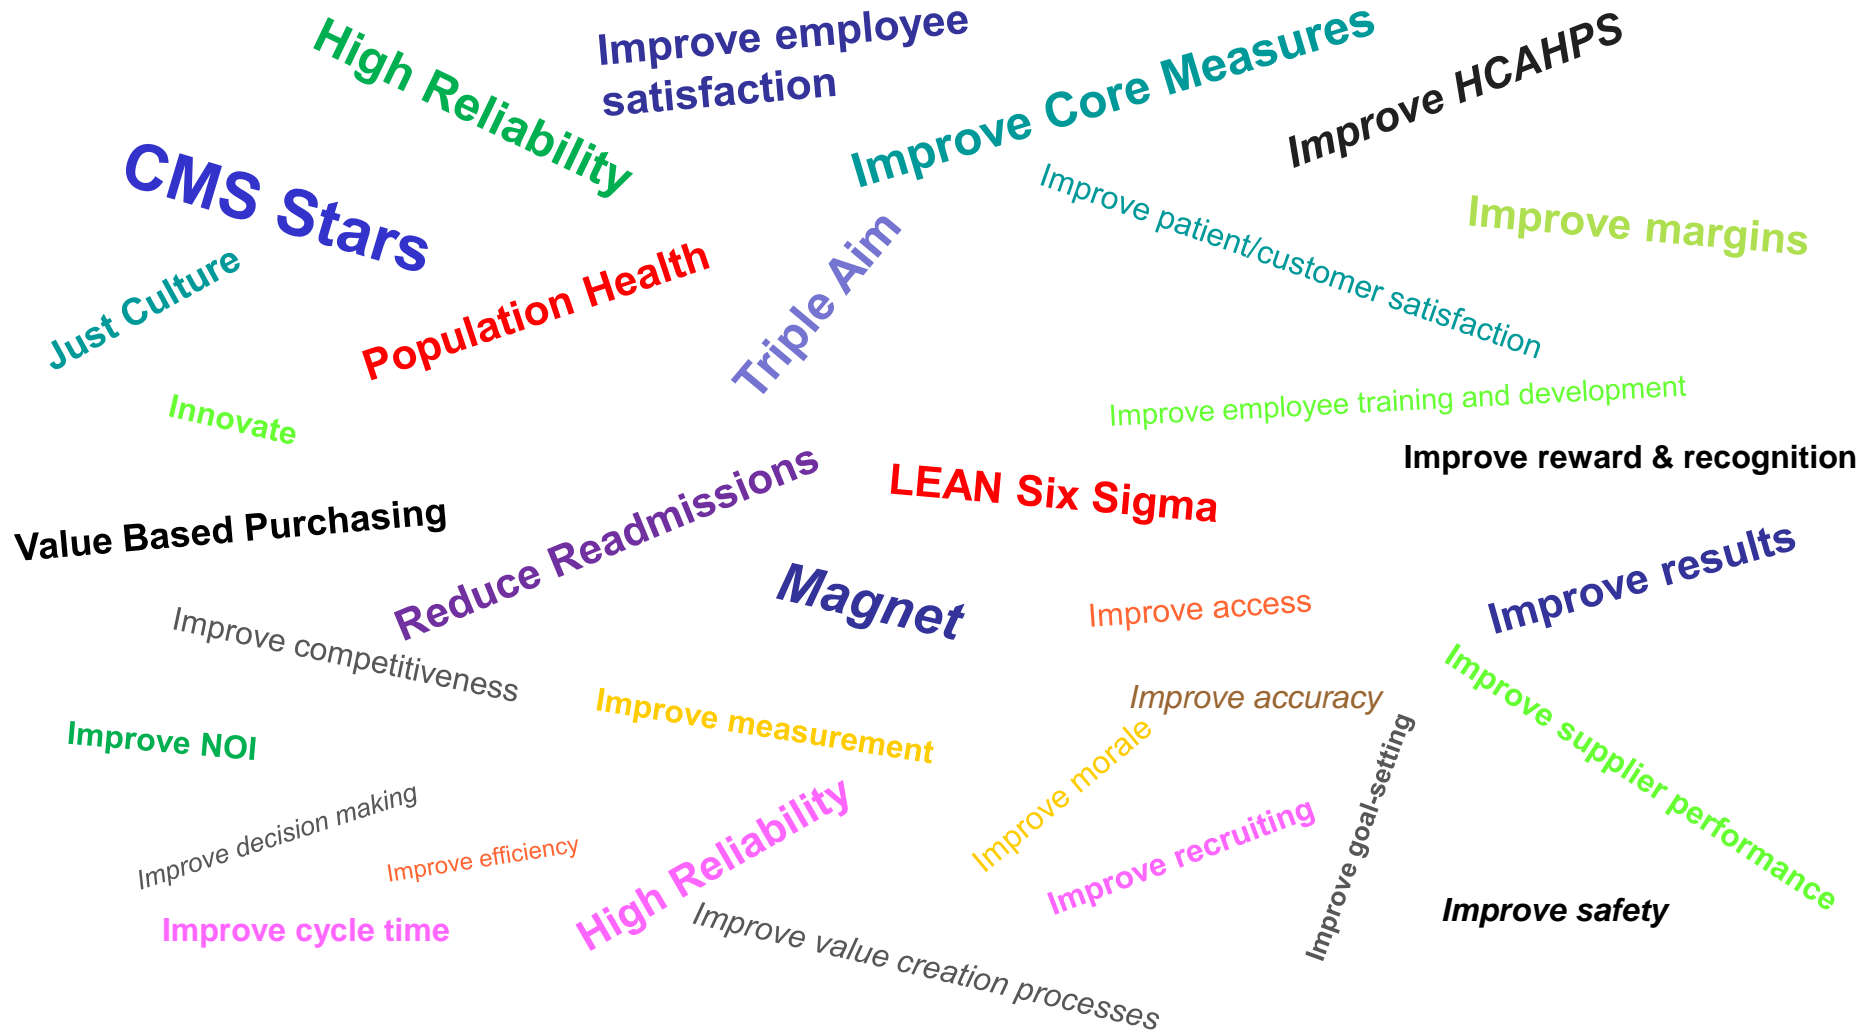 High Reliability
Improve employee
satisfaction
Improve Core Measures
Improve HCAHPS
CMS Stars
Improve patient/customer satisfaction
Improve margins
Just Culture
Population Health
Triple Aim
Innovate
Improve employee training and development
Improve reward & recognition
Value Based Purchasing
Reduce Readmissions
LEAN Six Sigma
Improve results
Magnet
Improve access
Improve competitiveness
Improve supplier performance
Improve NOI
Improve measurement
Improve accuracy
Improve morale
Improve goal-setting
Improve decision making
Improve efficiency
High Reliability
Improve recruiting
Improve safety
Improve cycle time
Improve value creation processes